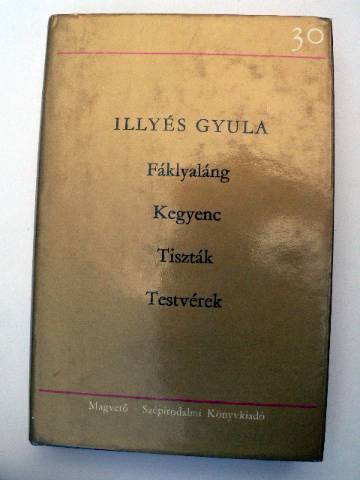 30
ILLYÉS GYULA
Fáklyaláng
Kegyenc
Tiszták
Testvérek
Magvető Szépirodalmi Könyvkiadó